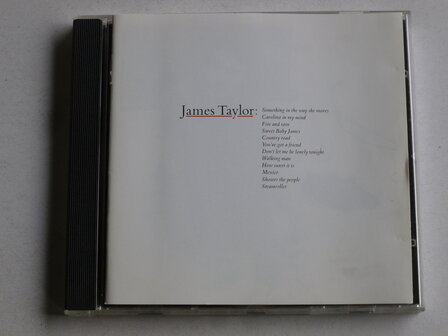 James Taylor:
Something in the way she moves
Carolina in my mind
Fire and rain
Sweet Baby James
Country road
You've got a friend
Don't let me be lonely tonight
Walking man
How sweet it is
Mexico
Shower the people
Steamroller